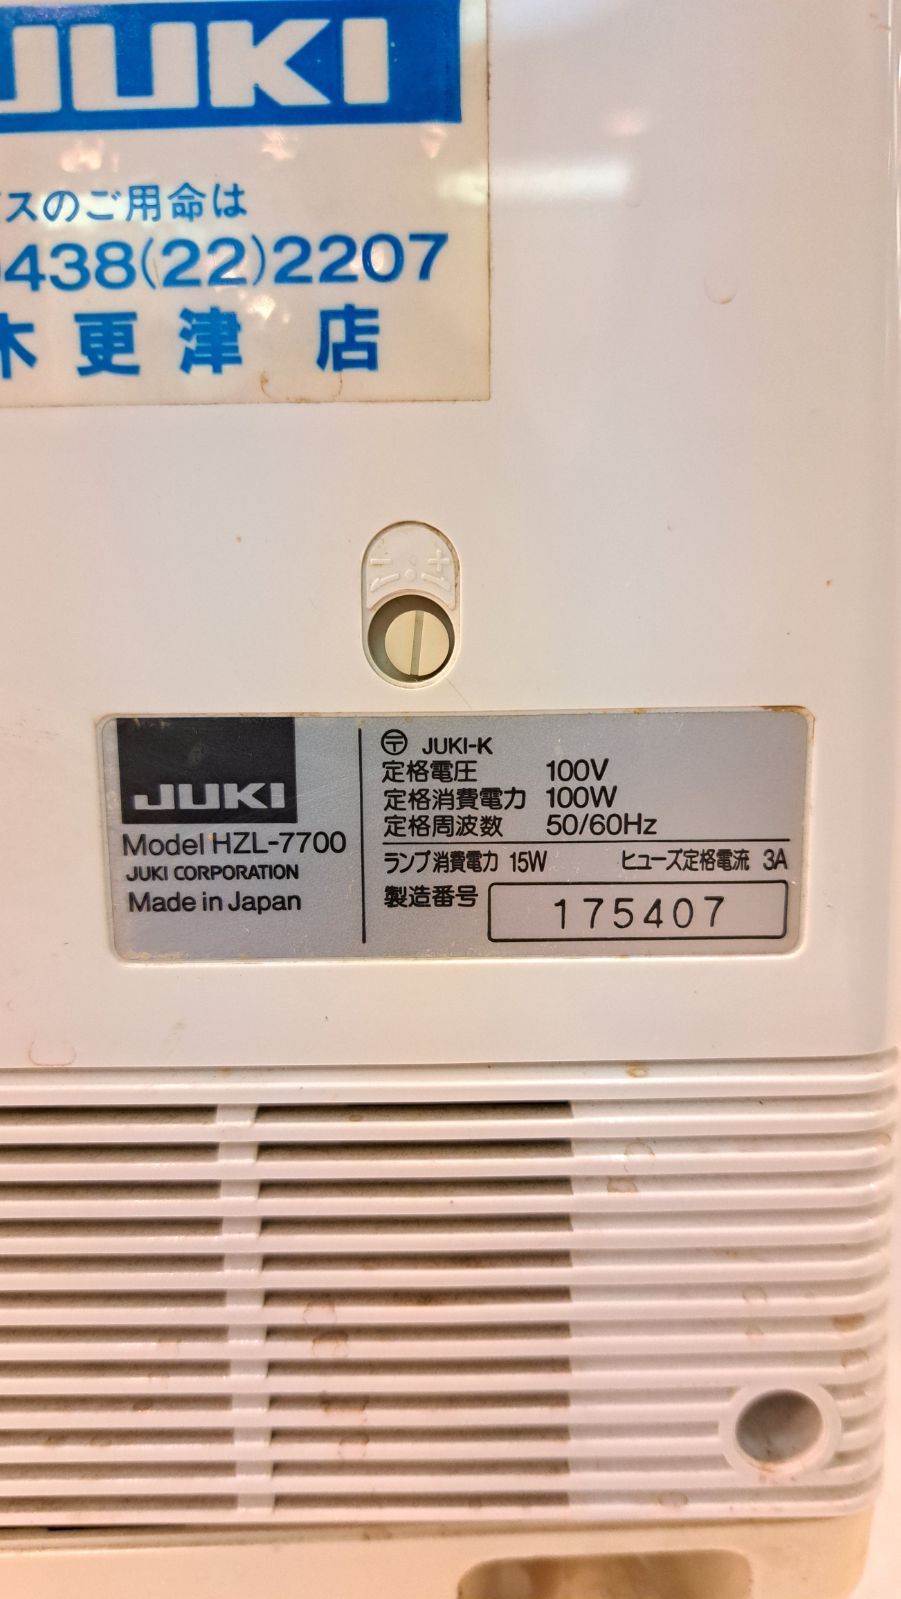 JUKI
スのご用命は
438(22)2207
木更津店
− +
JUKI
Model HZL-7700
JUKI CORPORATION
Made in Japan
〶 JUKI-K
定格電圧 100V
定格消費電力 100W
定格周波数 50/60Hz
ランプ消費電力 15W ヒューズ定格電流 3A
製造番号 175407